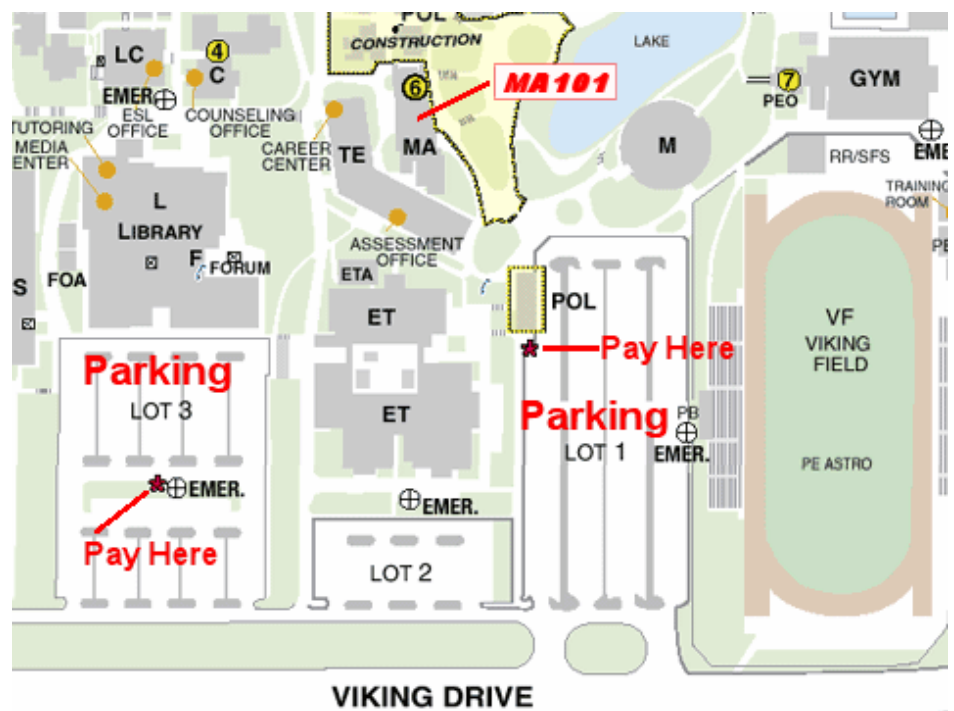 POL
CONSTRUCTION
LAKE
LC
4
C
MA101
6
7
PEO
GYM
EMER.
ESL
OFFICE
COUNSELING
OFFICE
TUTORING
MEDIA
ENTER
CAREER
CENTER
TE
MA
M
EME
RR/SFS
TRAINING
ROOM
PE
L
LIBRARY
F
FORUM
FOA
S
ASSESSMENT
OFFICE
ETA
ET
POL
VF
VIKING
FIELD
Pay Here
Parking
LOT 3
ET
Parking
PB
LOT 1
EMER.
PE ASTRO
EMER.
EMER.
Pay Here
LOT 2
VIKING DRIVE